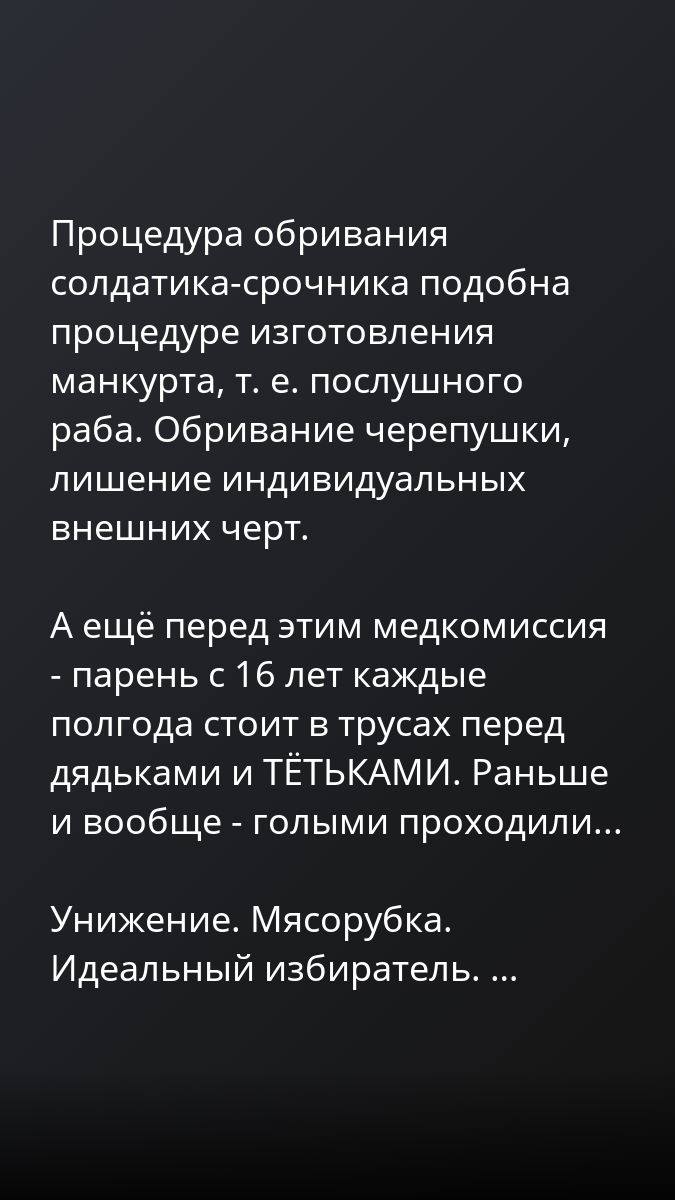 Процедура обривания
солдатика-срочника подобна
процедуре изготовления
манкурта, т. е. послушного
раба. Обривание черепушки,
лишение индивидуальных
внешних черт.
А ещё перед этим медкомиссия
- парень с 16 лет каждые
полгода стоит в трусах перед
дядьками и ТЁТЬКАМИ. Раньше
и вообще - голыми проходили...
Унижение. Мясорубка.
Идеальный избиратель. ...